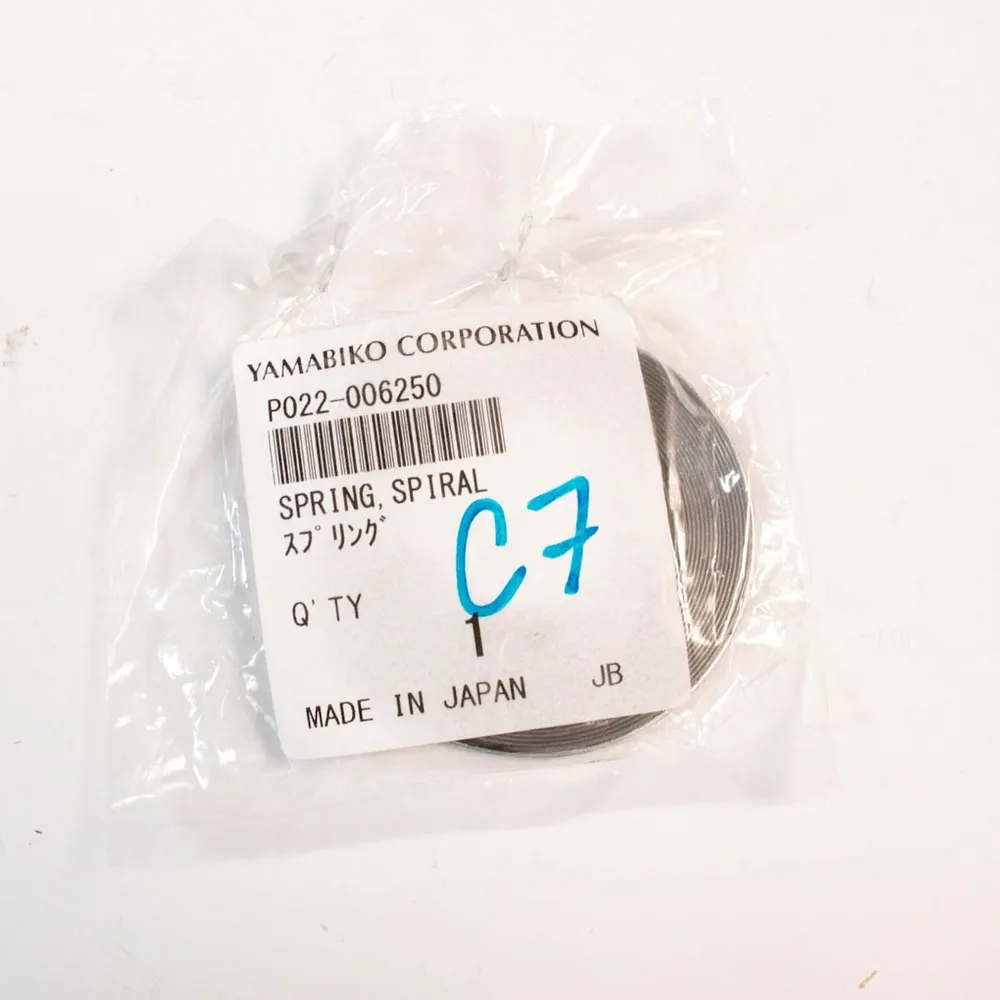 YAMABIKO CORPORATION
P022-006250
SPRING, SPIRAL
ｽﾌﾟﾘﾝｸﾞ
C7
Q'TY
1
MADE IN JAPAN JB